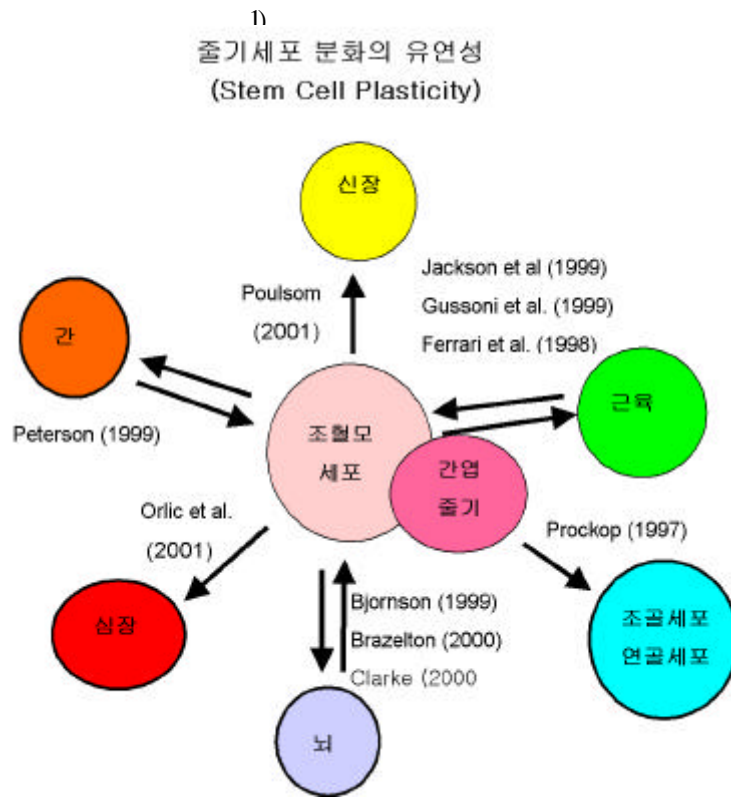 1)
줄기세포 분화의 유연성
(Stem Cell Plasticity)
신장
Jackson et al (1999)
Gussoni et al. (1999)
Ferrari et al. (1998)
Poulsom
(2001)
간
Peterson (1999)
근육
조혈모
세포
간엽
줄기
Orlic et al.
(2001)
Prockop (1997)
심장
Bjornson (1999)
Brazelton (2000)
Clarke (2000
조골세포
연골세포
뇌